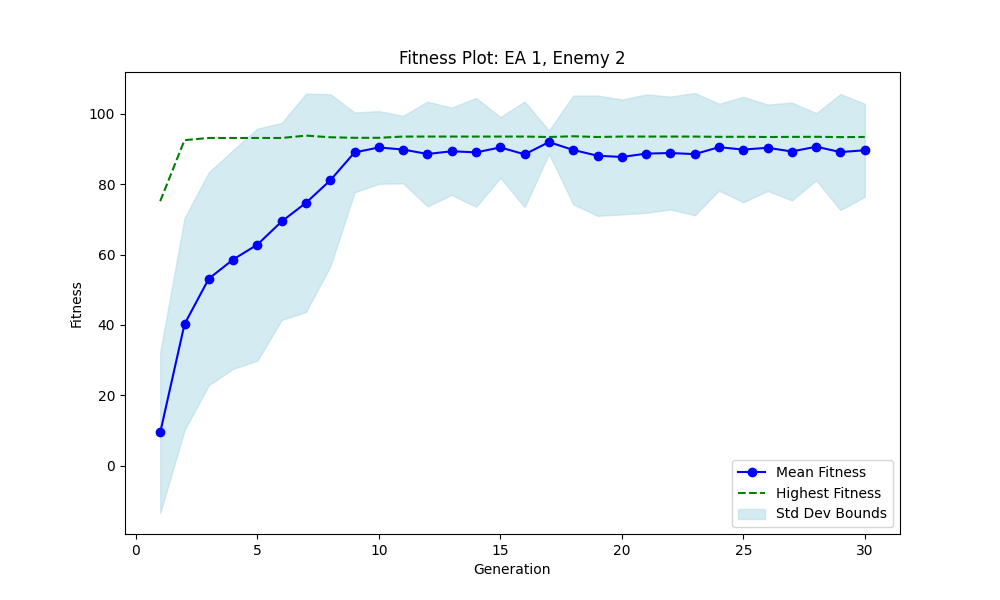 Fitness Plot: EA 1, Enemy 2
100
80
60
40
20
0
Fitness
Mean Fitness
Highest Fitness
Std Dev Bounds
0 5 10 15 20 25 30
Generation